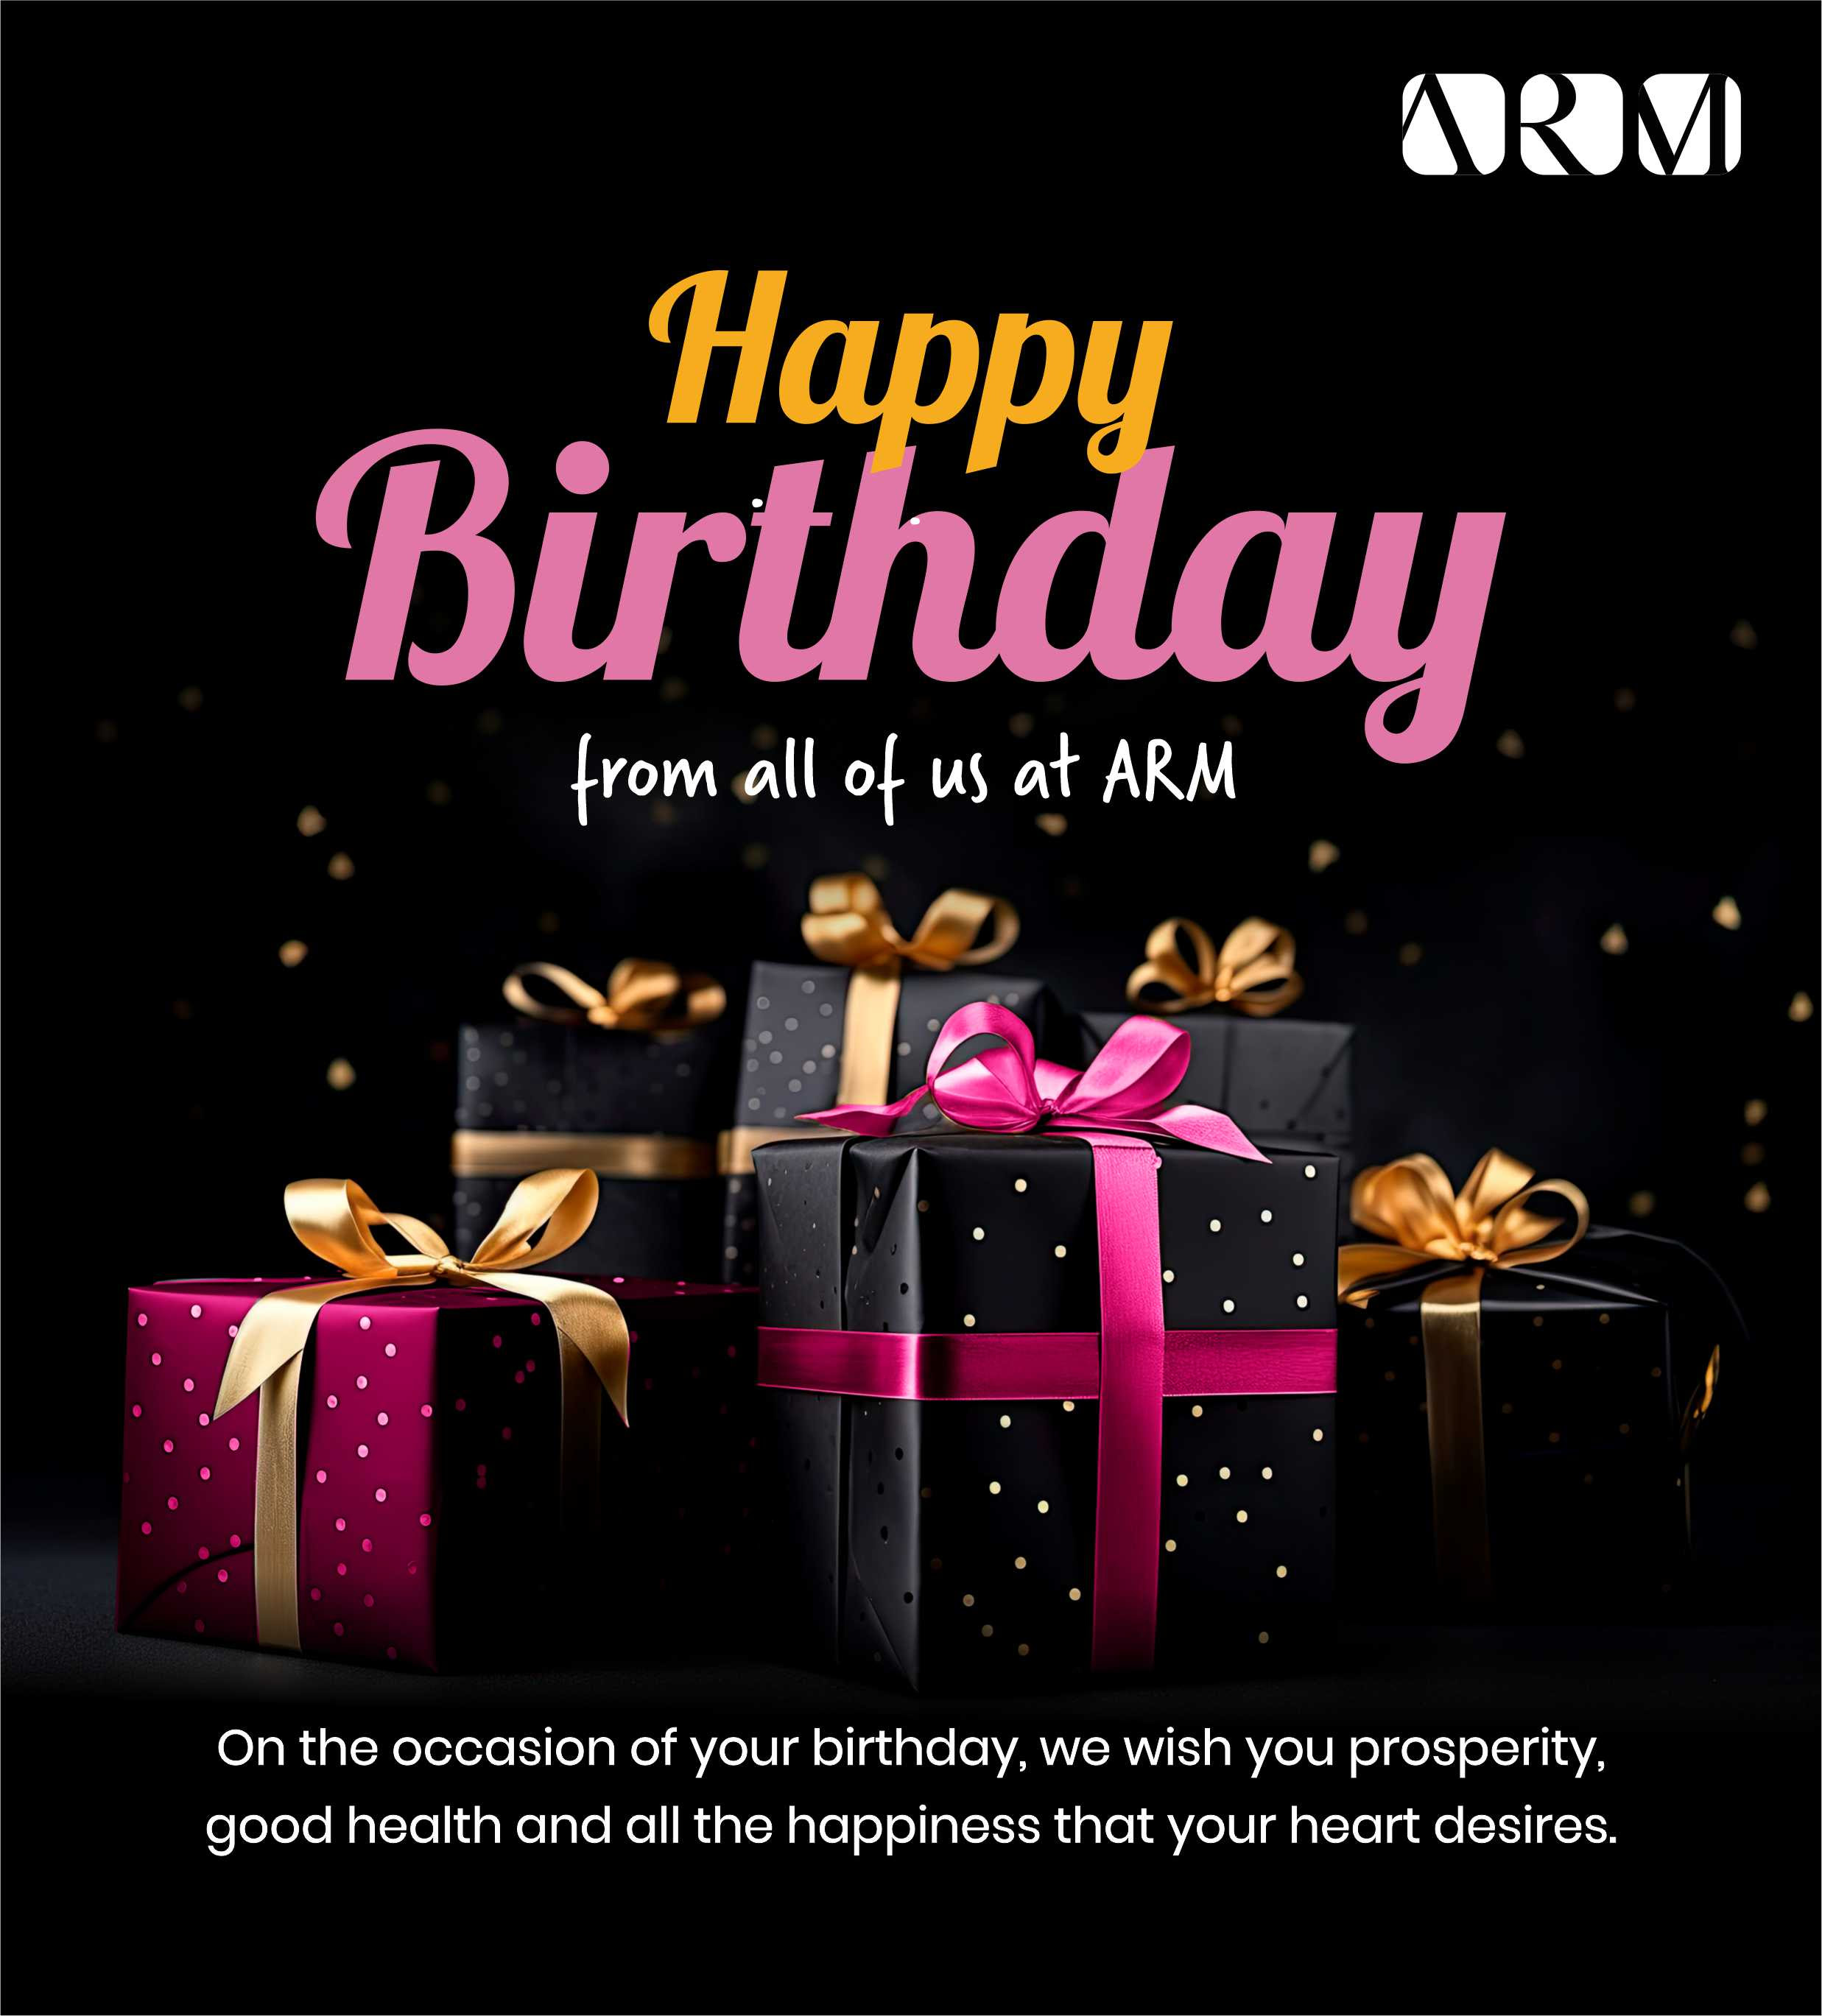 ARM
Happy
Birthday
from all of us at ARM
On the occasion of your birthday, we wish you prosperity,
good health and all the happiness that your heart desires.